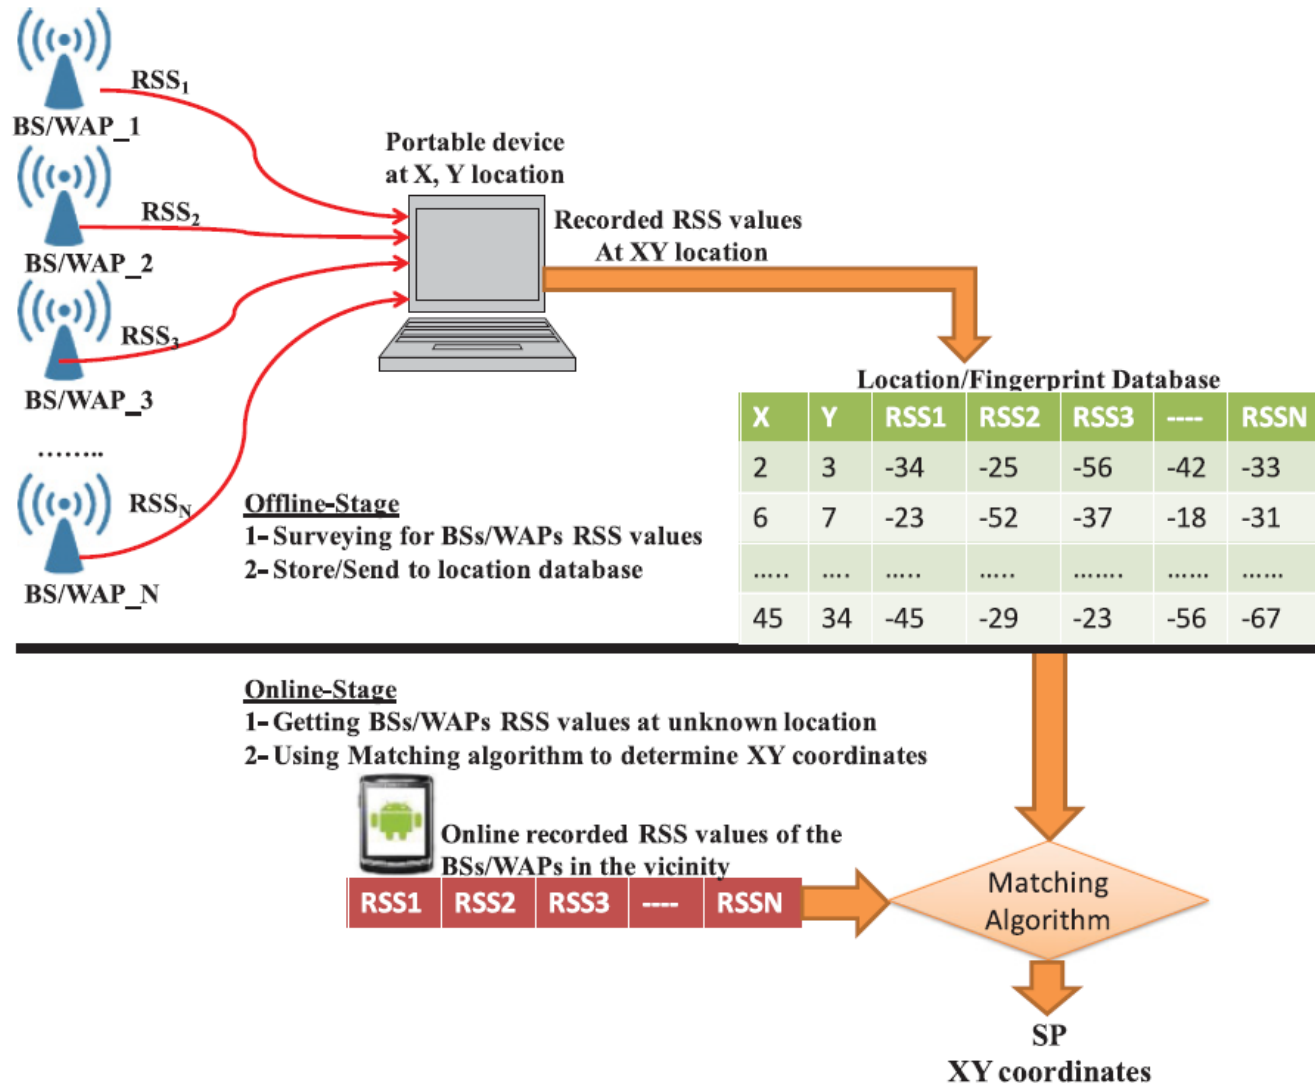 RSS1
BS/WAP_1
RSS2
BS/WAP_2
RSS3
BS/WAP_3
........
RSSN
BS/WAP_N
Portable device
at X, Y location
Recorded RSS values
At XY location
Location/Fingerprint Database
X Y RSS1 RSS2 RSS3 ---- RSSN
2 3 -34 -25 -56 -42 -33
6 7 -23 -52 -37 -18 -31
..... .... ..... ..... ....... ...... ......
45 34 -45 -29 -23 -56 -67
Offline-Stage
1- Surveying for BSs/WAPs RSS values
2- Store/Send to location database
Online-Stage
1- Getting BSs/WAPs RSS values at unknown location
2- Using Matching algorithm to determine XY coordinates
Online recorded RSS values of the
BSs/WAPs in the vicinity
RSS1 RSS2 RSS3 ---- RSSN
Matching
Algorithm
SP
XY coordinates